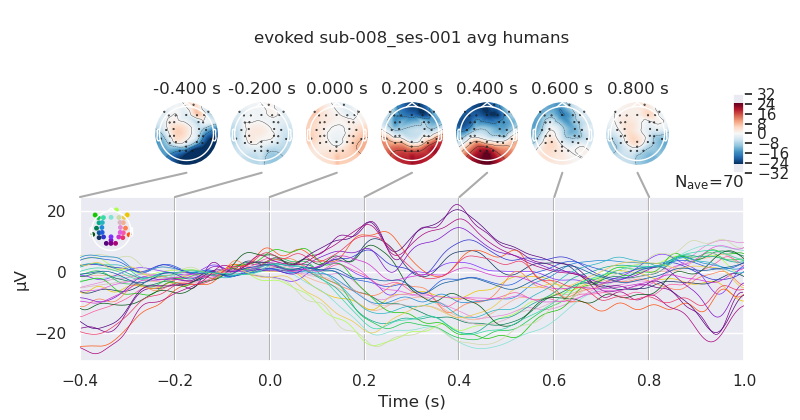 evoked sub-008_ses-001 avg humans
-0.400 s -0.200 s 0.000 s 0.200 s 0.400 s 0.600 s 0.800 s
32
24
16
8
0
−8
−16
−24
−32
Nave=70
20
0
−20
µV
−0.4 −0.2 0.0 0.2 0.4 0.6 0.8 1.0
Time (s)